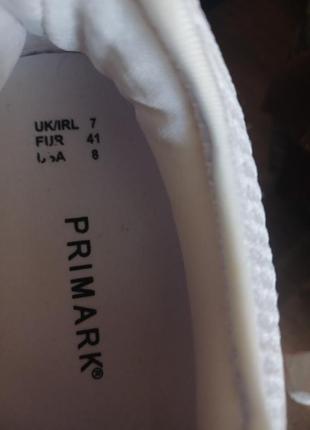 UK/IRL 7
EUR 41
USA 8
PRIMARK®